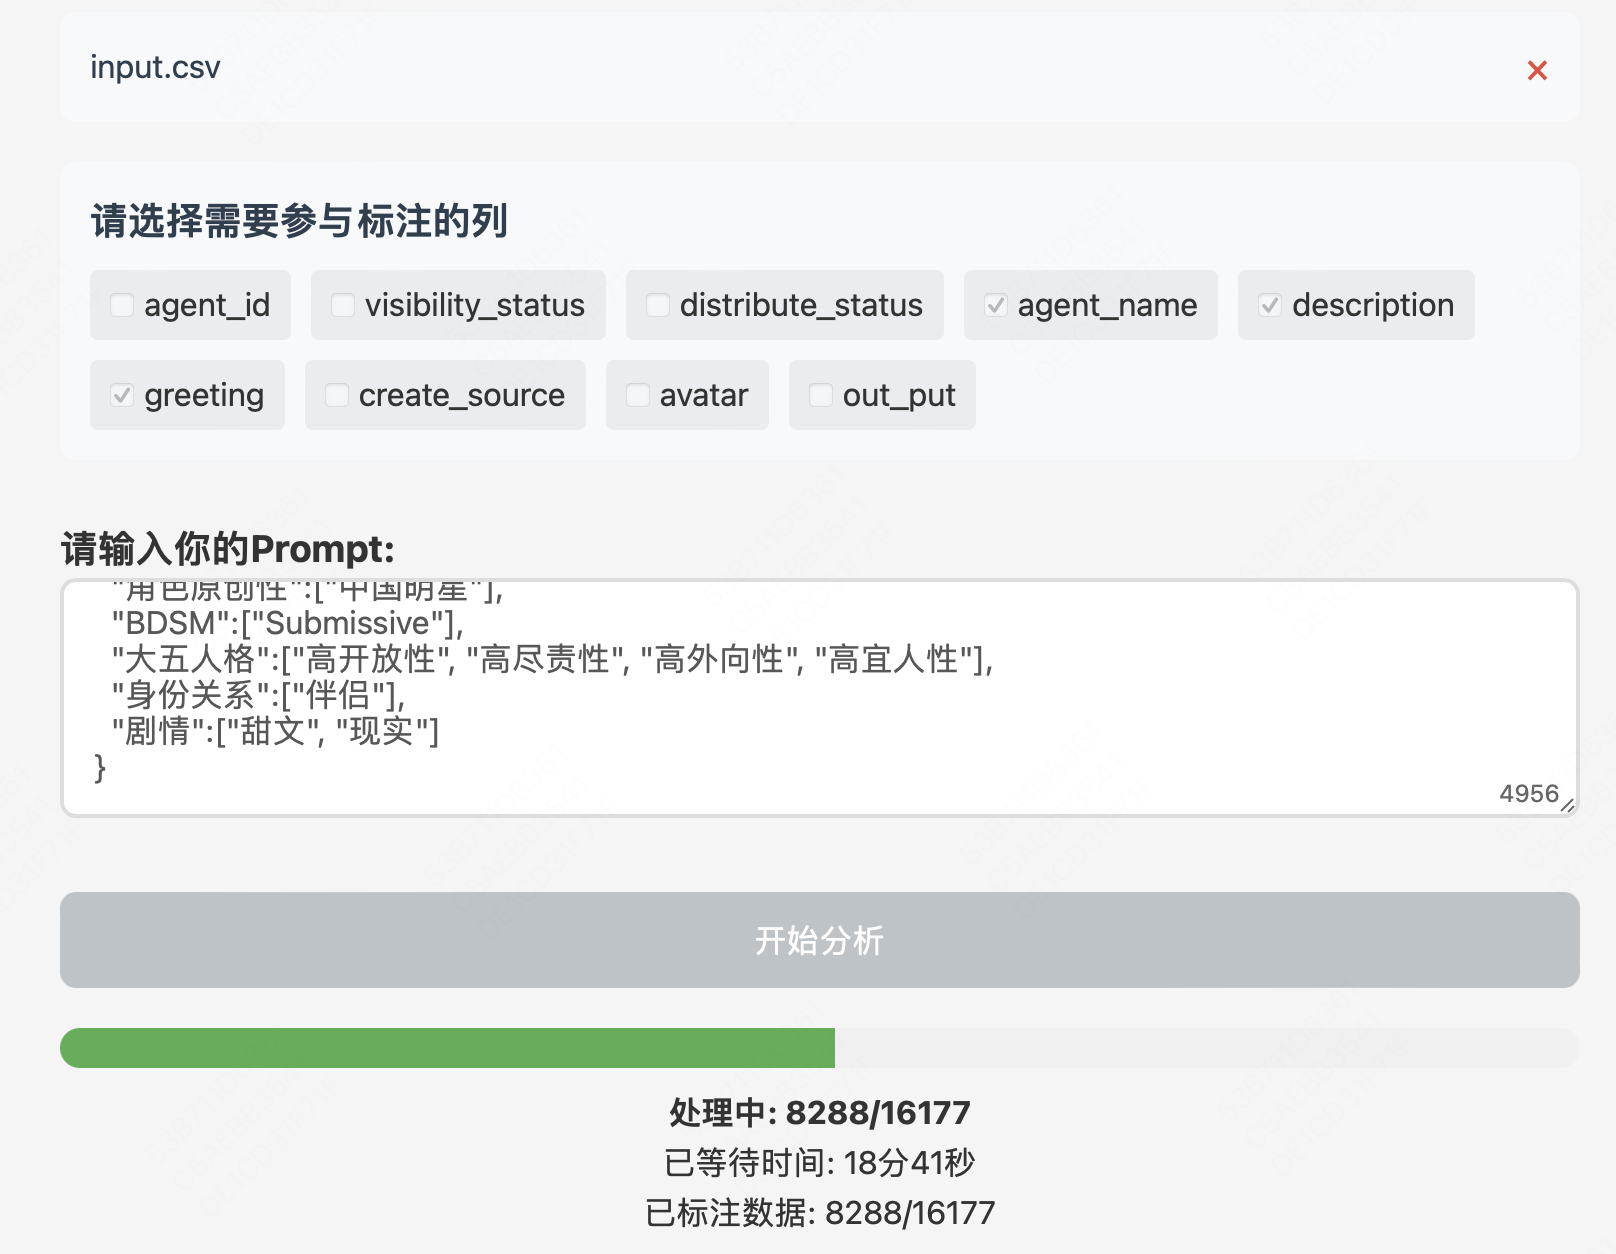 input.csv
请选择需要参与标注的列
agent_id visibility_status distribute_status agent_name description
greeting create_source avatar out_put
请输入你的Prompt:
"角色原创性":["中国明星"],
"BDSM":["Submissive"],
"大五人格":["高开放性", "高尽责性", "高外向性", "高宜人性"],
"身份关系":["伴侣"],
"剧情":["甜文", "现实"]
}
4956
开始分析
处理中: 8288/16177
已等待时间: 18分41秒
已标注数据: 8288/16177